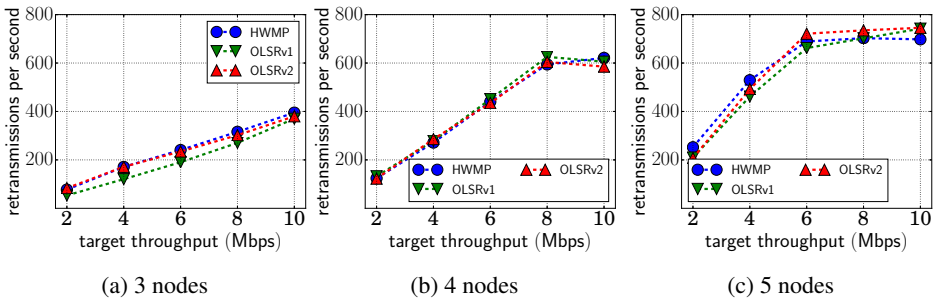 retransmissions per second
800
600
400
200
2 4 6 8 10
target throughput (Mbps)
HWMP
OLSRv1
OLSRv2
(a) 3 nodes
retransmissions per second
800
600
400
200
2 4 6 8 10
target throughput (Mbps)
HWMP
OLSRv1
OLSRv2
(b) 4 nodes
retransmissions per second
800
600
400
200
2 4 6 8 10
target throughput (Mbps)
HWMP
OLSRv1
OLSRv2
(c) 5 nodes